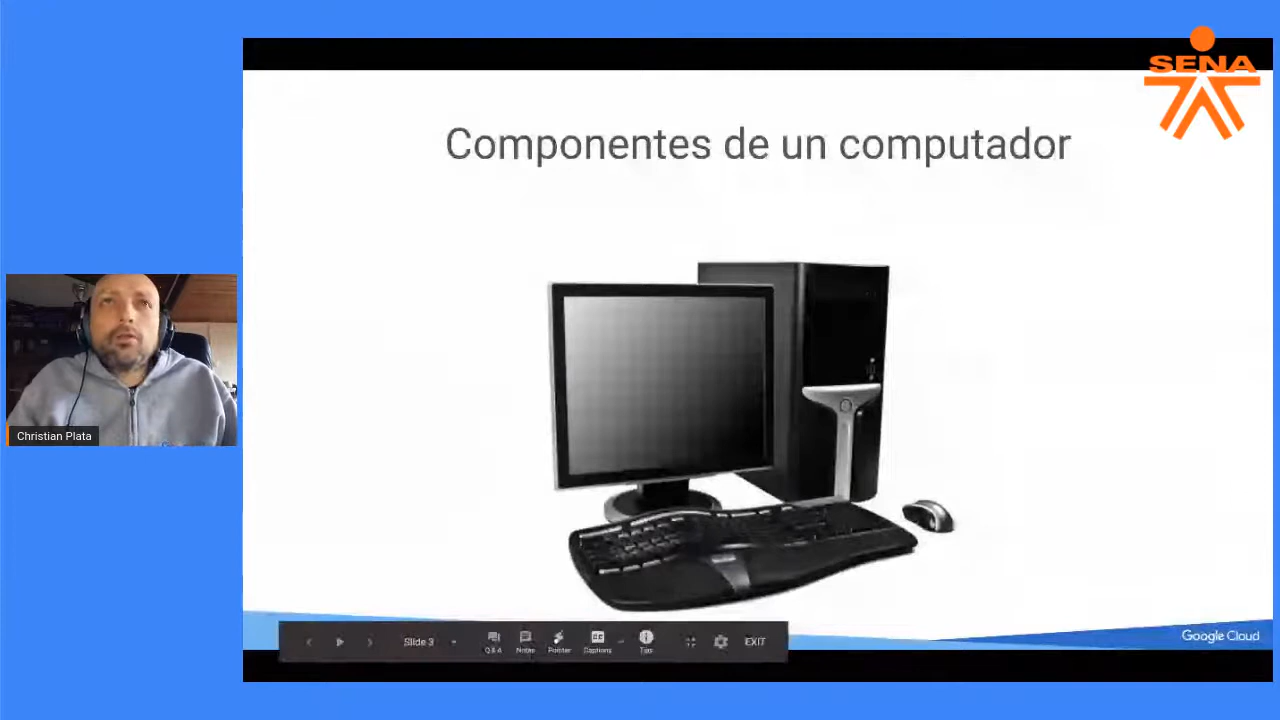 SENA
Componentes de un computador
Christian Plata
Google Cloud
Slide 3
Q&A
Notes
Pointer
Captions
Tips
EXIT